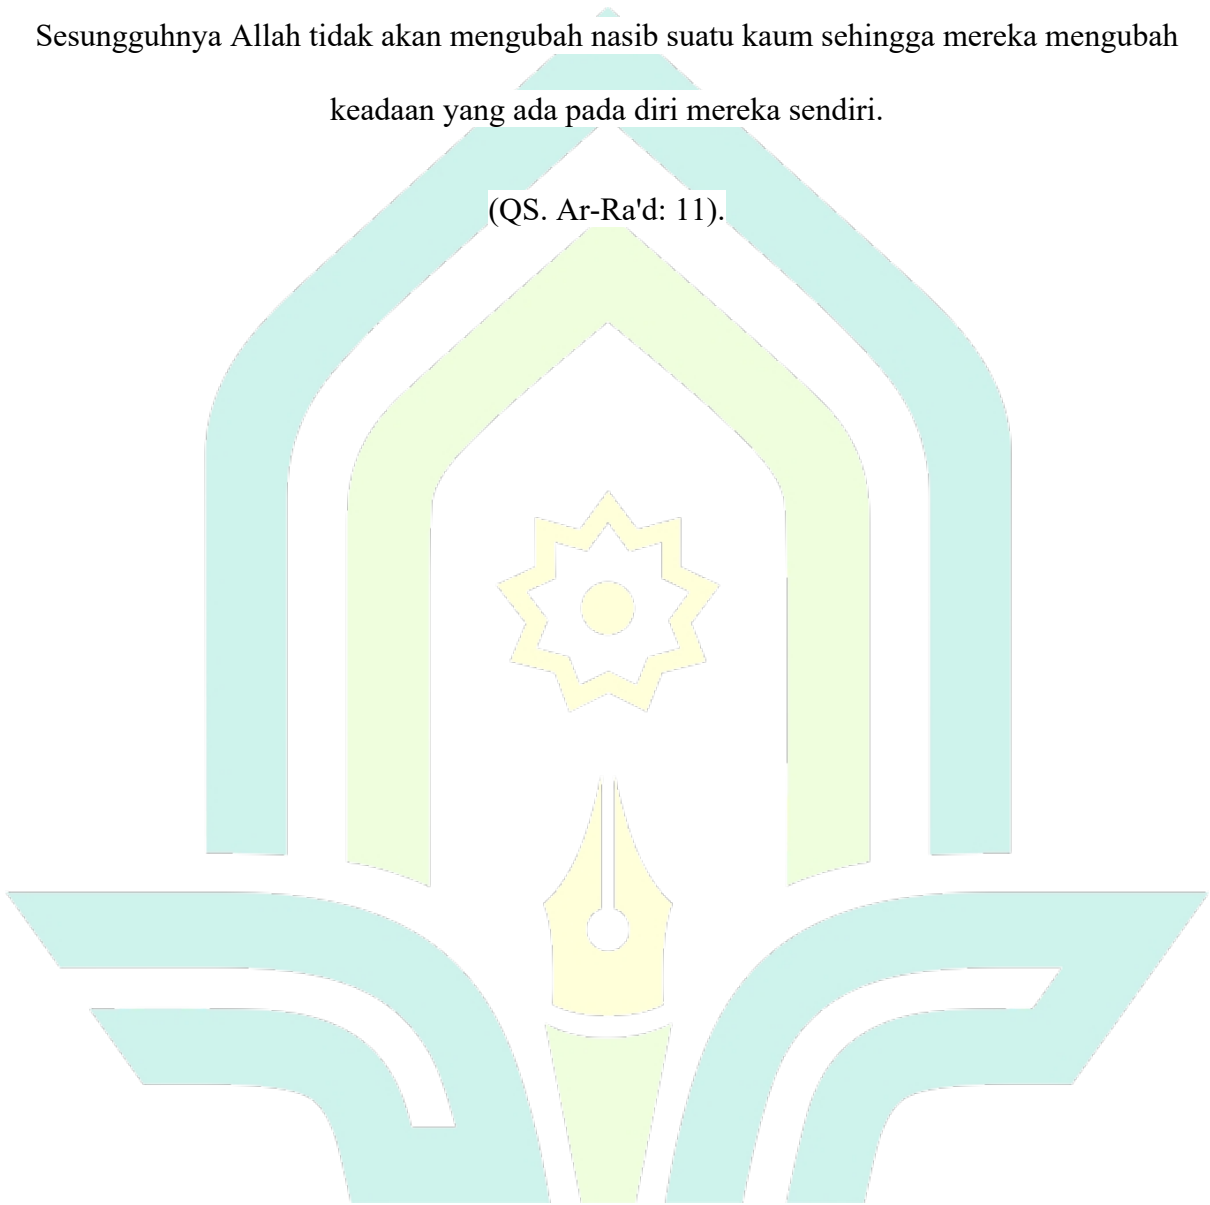 Sesungguhnya Allah tidak akan mengubah nasib suatu kaum sehingga mereka mengubah
keadaan yang ada pada diri mereka sendiri.
(QS. Ar-Ra'd: 11).